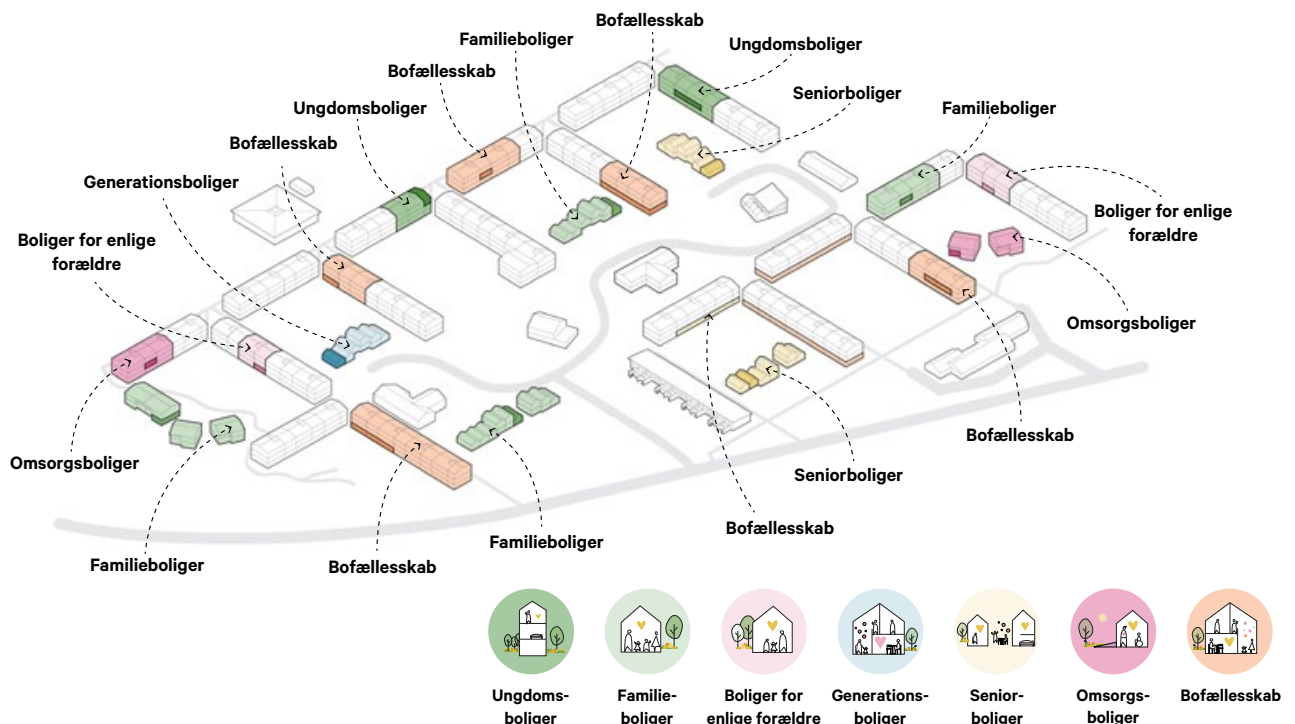 Bofællesskab
Familieboliger
Ungdomsboliger
Bofællesskab
Seniorboliger
Ungdomsboliger
Familieboliger
Bofællesskab
Generationsboliger
Boliger for enlige
forældre
Boliger for enlige
forældre
Omsorgsboliger
Omsorgsboliger
Bofællesskab
Seniorboliger
Bofællesskab
Familieboliger
Familieboliger
Bofællesskab
Ungdoms-
boliger
Familie-
boliger
Boliger for
enlige forældre
Generations-
boliger
Senior-
boliger
Omsorgs-
boliger
Bofællesskab